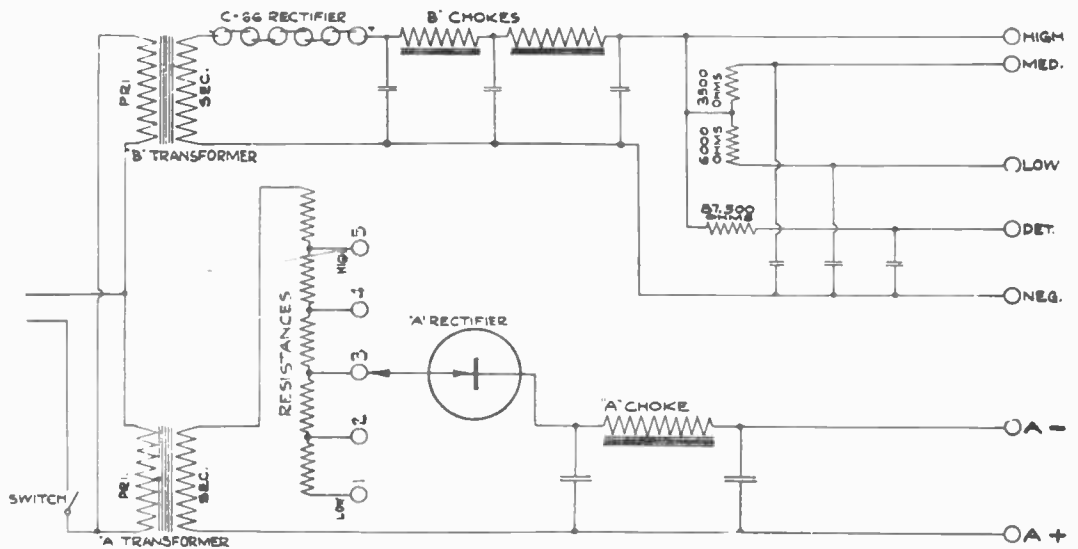 C-66 RECTIFIER
"B" CHOKES
PRI.
SEC.
"B" TRANSFORMER
HIGH
MED.
3500 OHMS
6000 OHMS
LOW
87,500 OHMS
DET.
NEG.
RESISTANCES
HIGH 5
4
3
2
LOW 1
"A" RECTIFIER
"A" CHOKE
A -
A +
SWITCH
PRI.
SEC.
"A" TRANSFORMER